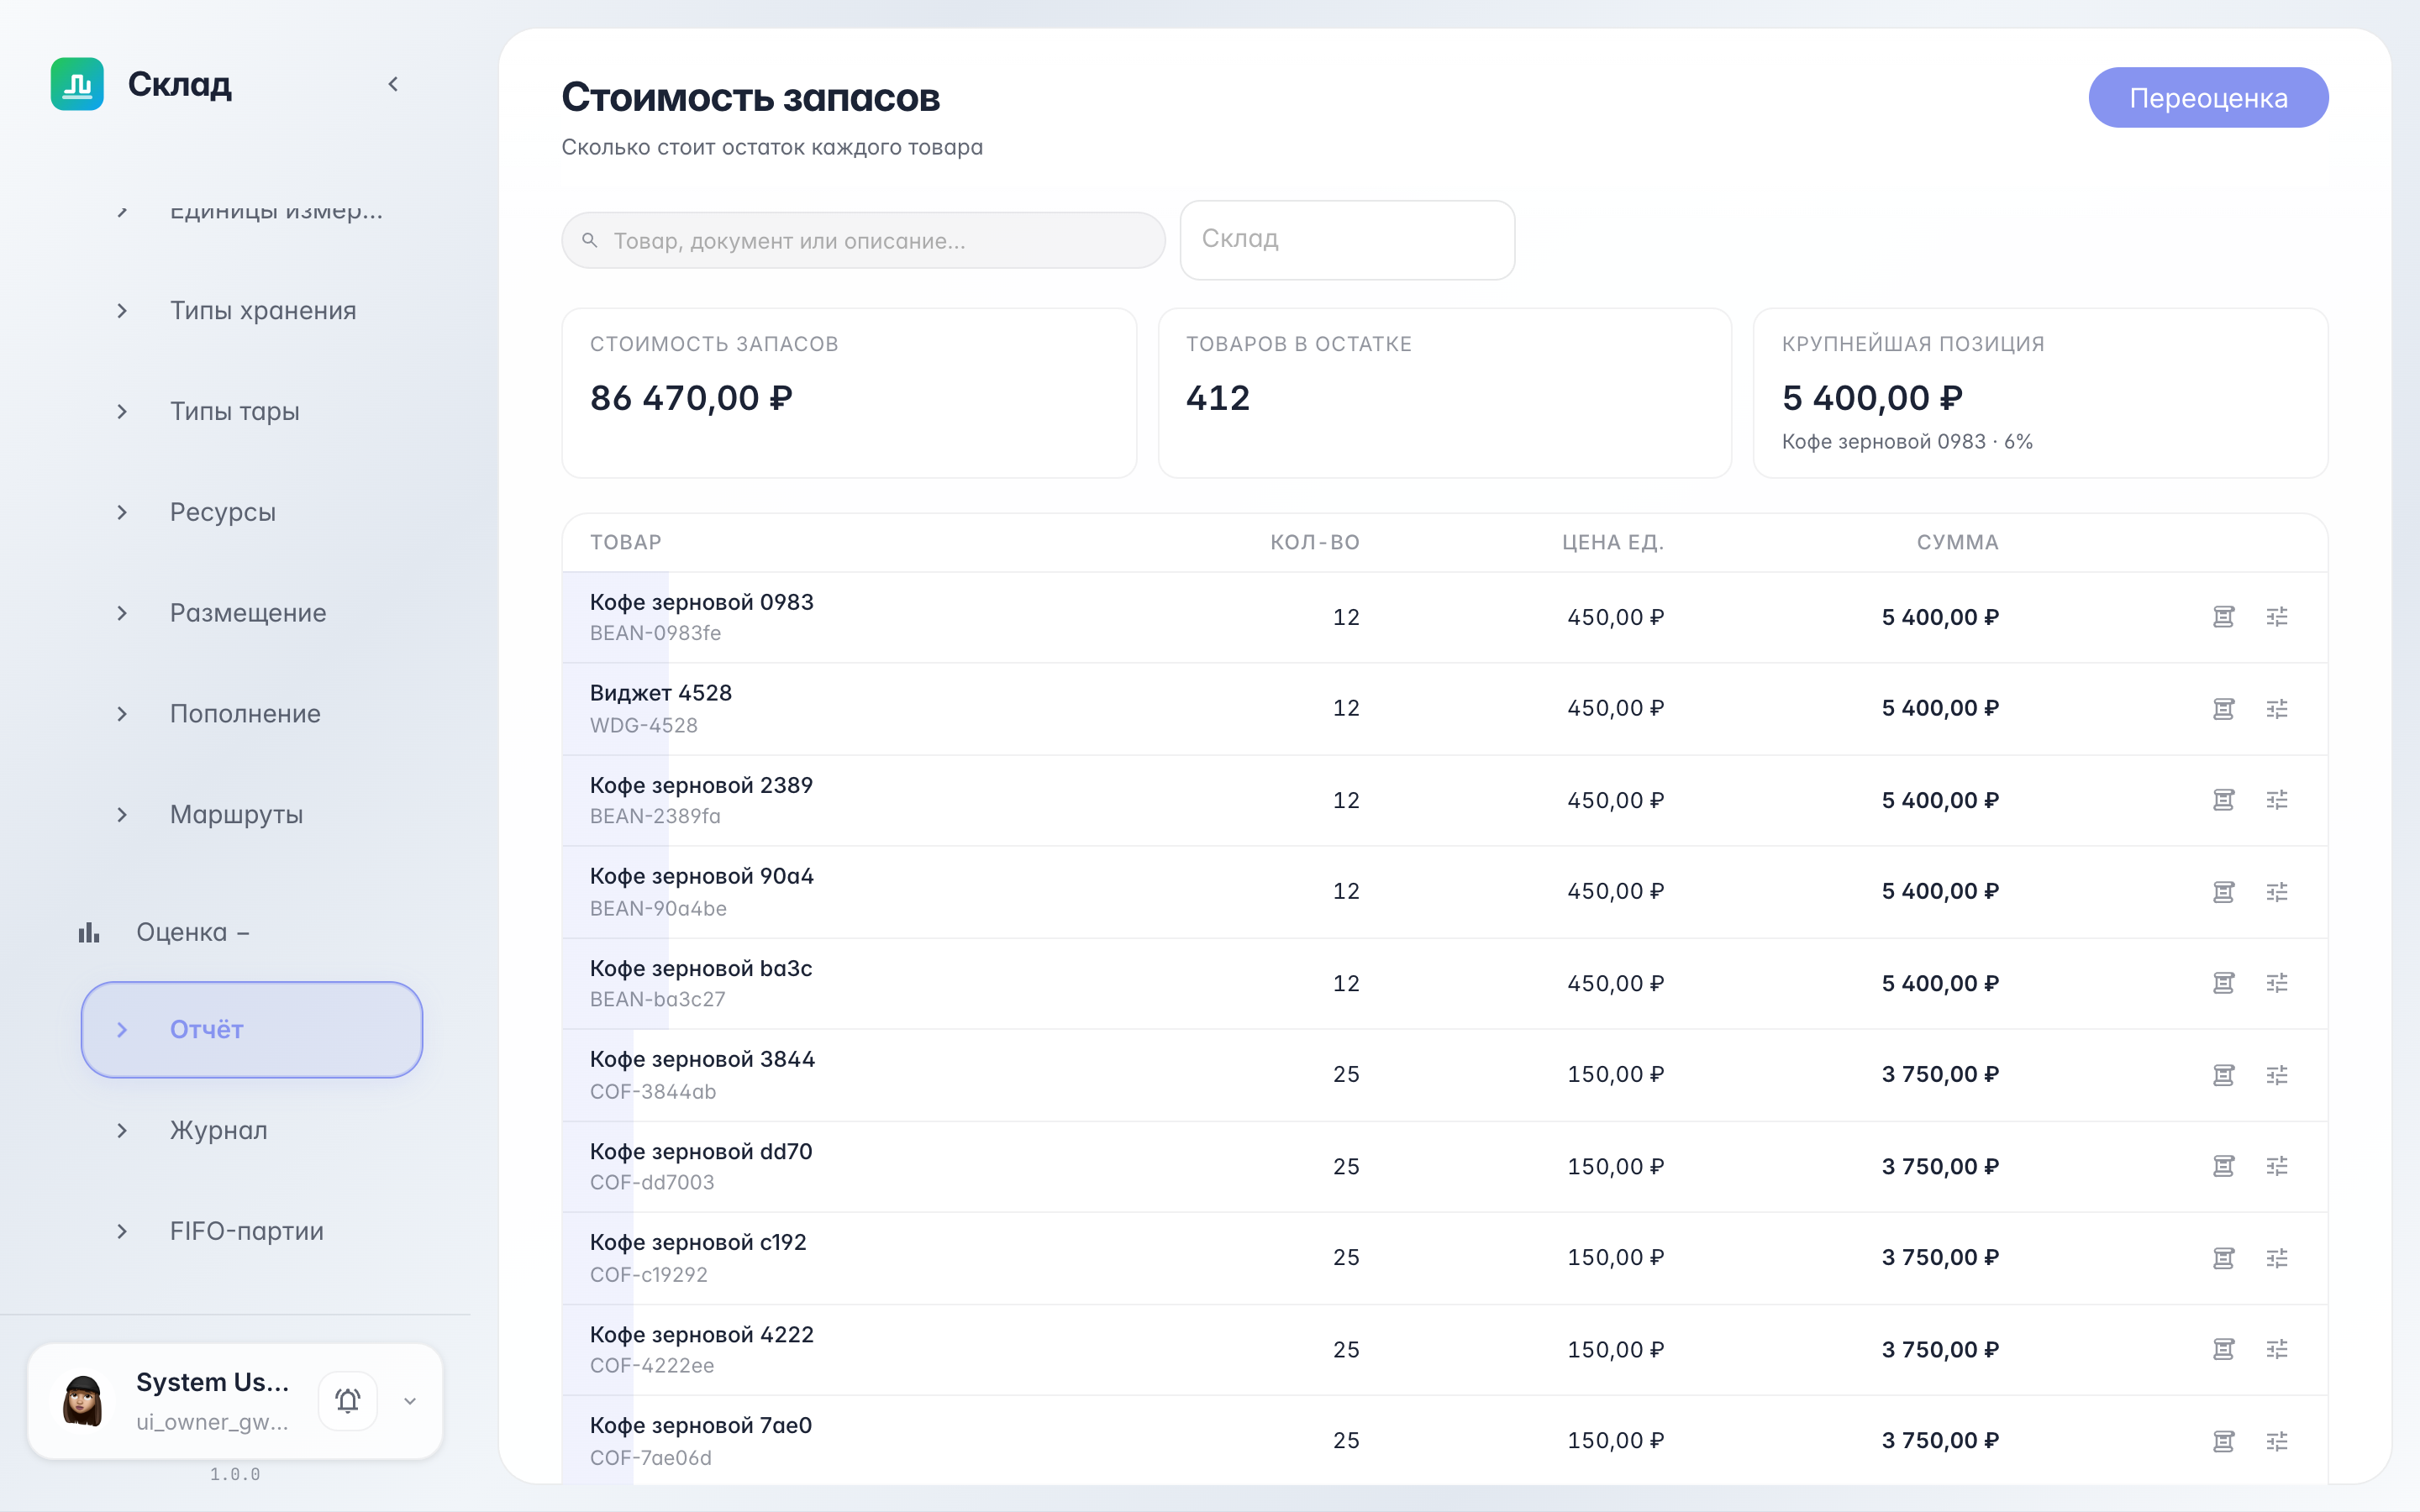 Склад
Единицы измер...
Типы хранения
Типы тары
Ресурсы
Размещение
Пополнение
Маршруты
Оценка –
Отчёт
Журнал
FIFO-партии
System Us...
ui_owner_gw...
1.0.0
Стоимость запасов
Переоценка
Сколько стоит остаток каждого товара
Товар, документ или описание...
Склад
СТОИМОСТЬ ЗАПАСОВ
86 470,00 ₽
ТОВАРОВ В ОСТАТКЕ
412
КРУПНЕЙШАЯ ПОЗИЦИЯ
5 400,00 ₽
Кофе зерновой 0983 · 6%
ТОВАР КОЛ-ВО ЦЕНА ЕД. СУММА
Кофе зерновой 0983 12 450,00 ₽ 5 400,00 ₽
BEAN-0983fe
Виджет 4528 12 450,00 ₽ 5 400,00 ₽
WDG-4528
Кофе зерновой 2389 12 450,00 ₽ 5 400,00 ₽
BEAN-2389fa
Кофе зерновой 90a4 12 450,00 ₽ 5 400,00 ₽
BEAN-90a4be
Кофе зерновой ba3c 12 450,00 ₽ 5 400,00 ₽
BEAN-ba3c27
Кофе зерновой 3844 25 150,00 ₽ 3 750,00 ₽
COF-3844ab
Кофе зерновой dd70 25 150,00 ₽ 3 750,00 ₽
COF-dd7003
Кофе зерновой c192 25 150,00 ₽ 3 750,00 ₽
COF-c19292
Кофе зерновой 4222 25 150,00 ₽ 3 750,00 ₽
COF-4222ee
Кофе зерновой 7ae0 25 150,00 ₽ 3 750,00 ₽
COF-7ae06d